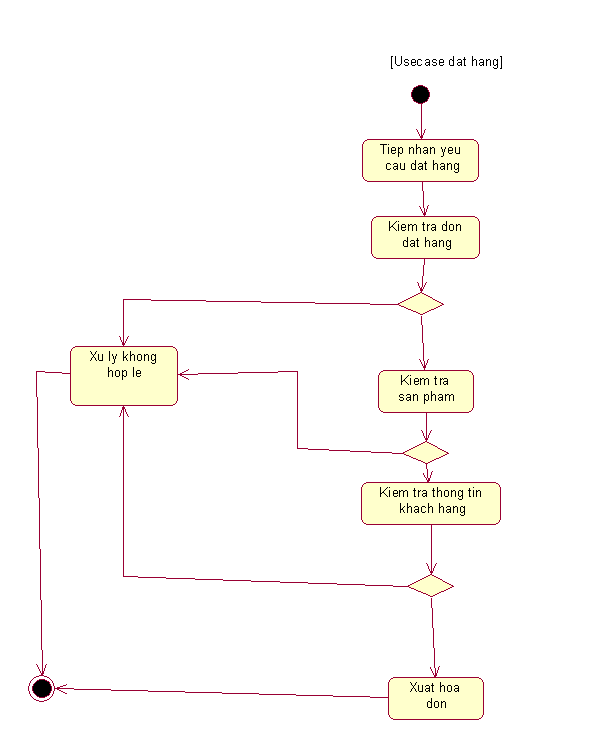 [Usecase dat hang]
Tiep nhan yeu
cau dat hang
Kiem tra don
dat hang
Xu ly khong
hop le
Kiem tra
san pham
Kiem tra thong tin
khach hang
Xuat hoa
don